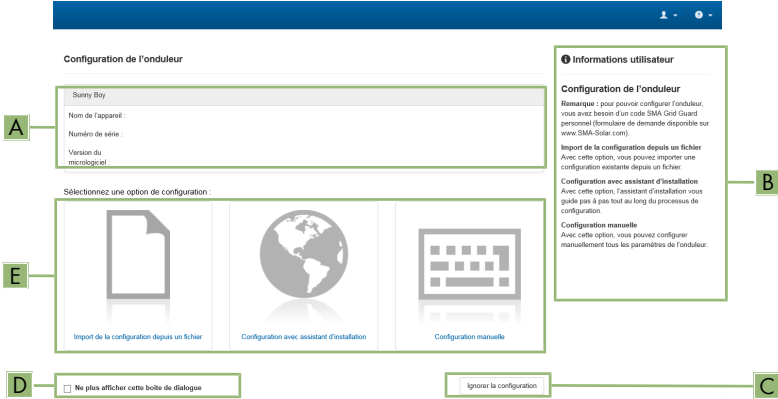 Configuration de l'onduleur
Sunny Boy
Nom de l'appareil :
Numéro de série :
Version du
micrologiciel :
A
Sélectionnez une option de configuration :
Import de la configuration depuis un fichier
Configuration avec assistant d'installation
Configuration manuelle
E
Ne plus afficher cette boîte de dialogue
D
Ignorer la configuration
C
Informations utilisateur
Configuration de l'onduleur
Remarque : pour pouvoir configurer l'onduleur,
vous avez besoin d'un code SMA Grid Guard
personnel (formulaire de demande disponible sur
www.SMA-Solar.com).
Import de la configuration depuis un fichier
Avec cette option, vous pouvez importer une
configuration existante depuis un fichier.
Configuration avec assistant d'installation
Avec cette option, l'assistant d'installation vous
guide pas à pas tout au long du processus de
configuration.
Configuration manuelle
Avec cette option, vous pouvez configurer
manuellement tous les paramètres de l'onduleur.
B